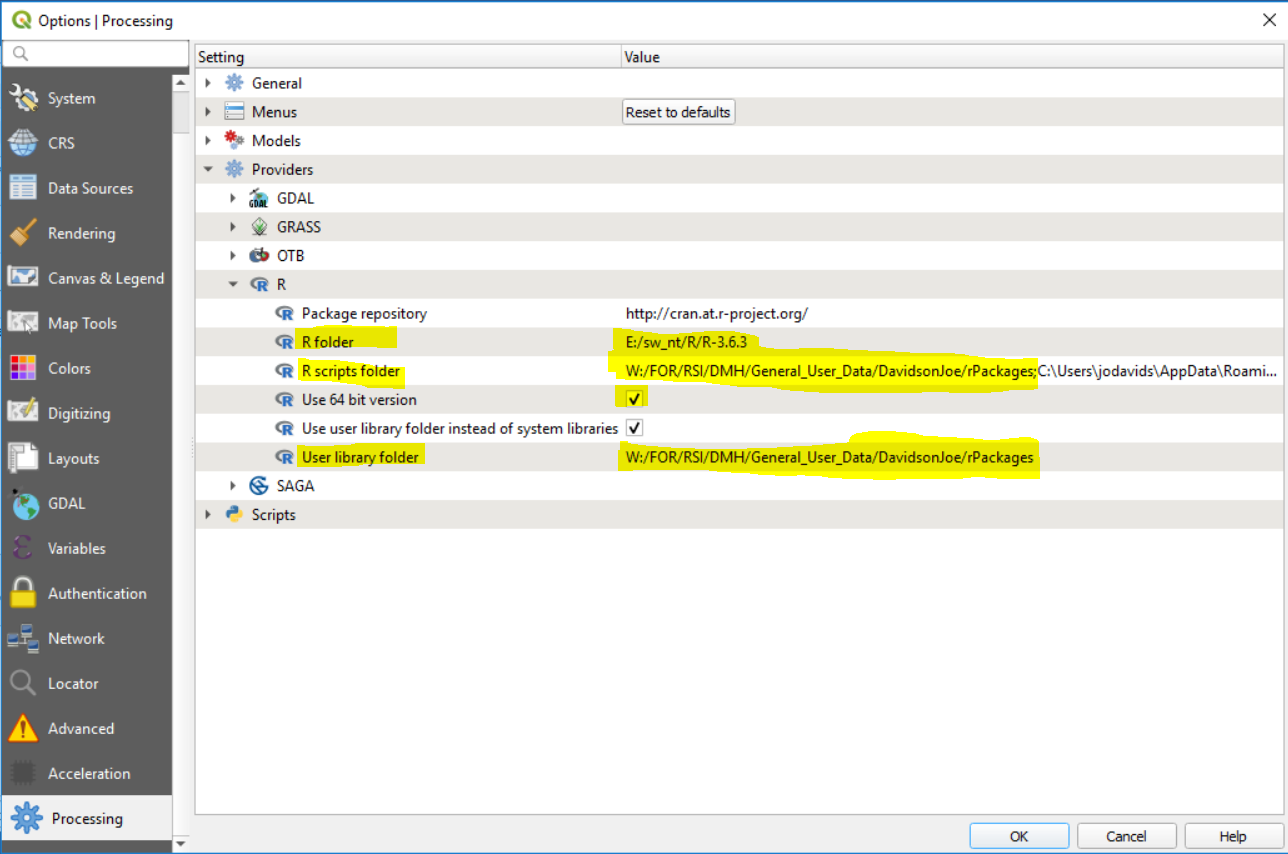 Options | Processing
Setting Value
General
System
Menus Reset to defaults
Models
CRS
Providers
Data Sources
GDAL
GRASS
Rendering
OTB
Canvas & Legend
R
Package repository http://cran.at.r-project.org/
Map Tools
R folder E:/sw_nt/R/R-3.6.3
Colors
R scripts folder W:/FOR/RSI/DMH/General_User_Data/DavidsonJoe/rPackages;C:\Users\jodavids\AppData\Roami...
Use 64 bit version
Digitizing
Use user library folder instead of system libraries
Layouts
User library folder W:/FOR/RSI/DMH/General_User_Data/DavidsonJoe/rPackages
SAGA
GDAL
Scripts
Variables
Authentication
Network
Locator
Advanced
Acceleration
Processing
OK Cancel Help